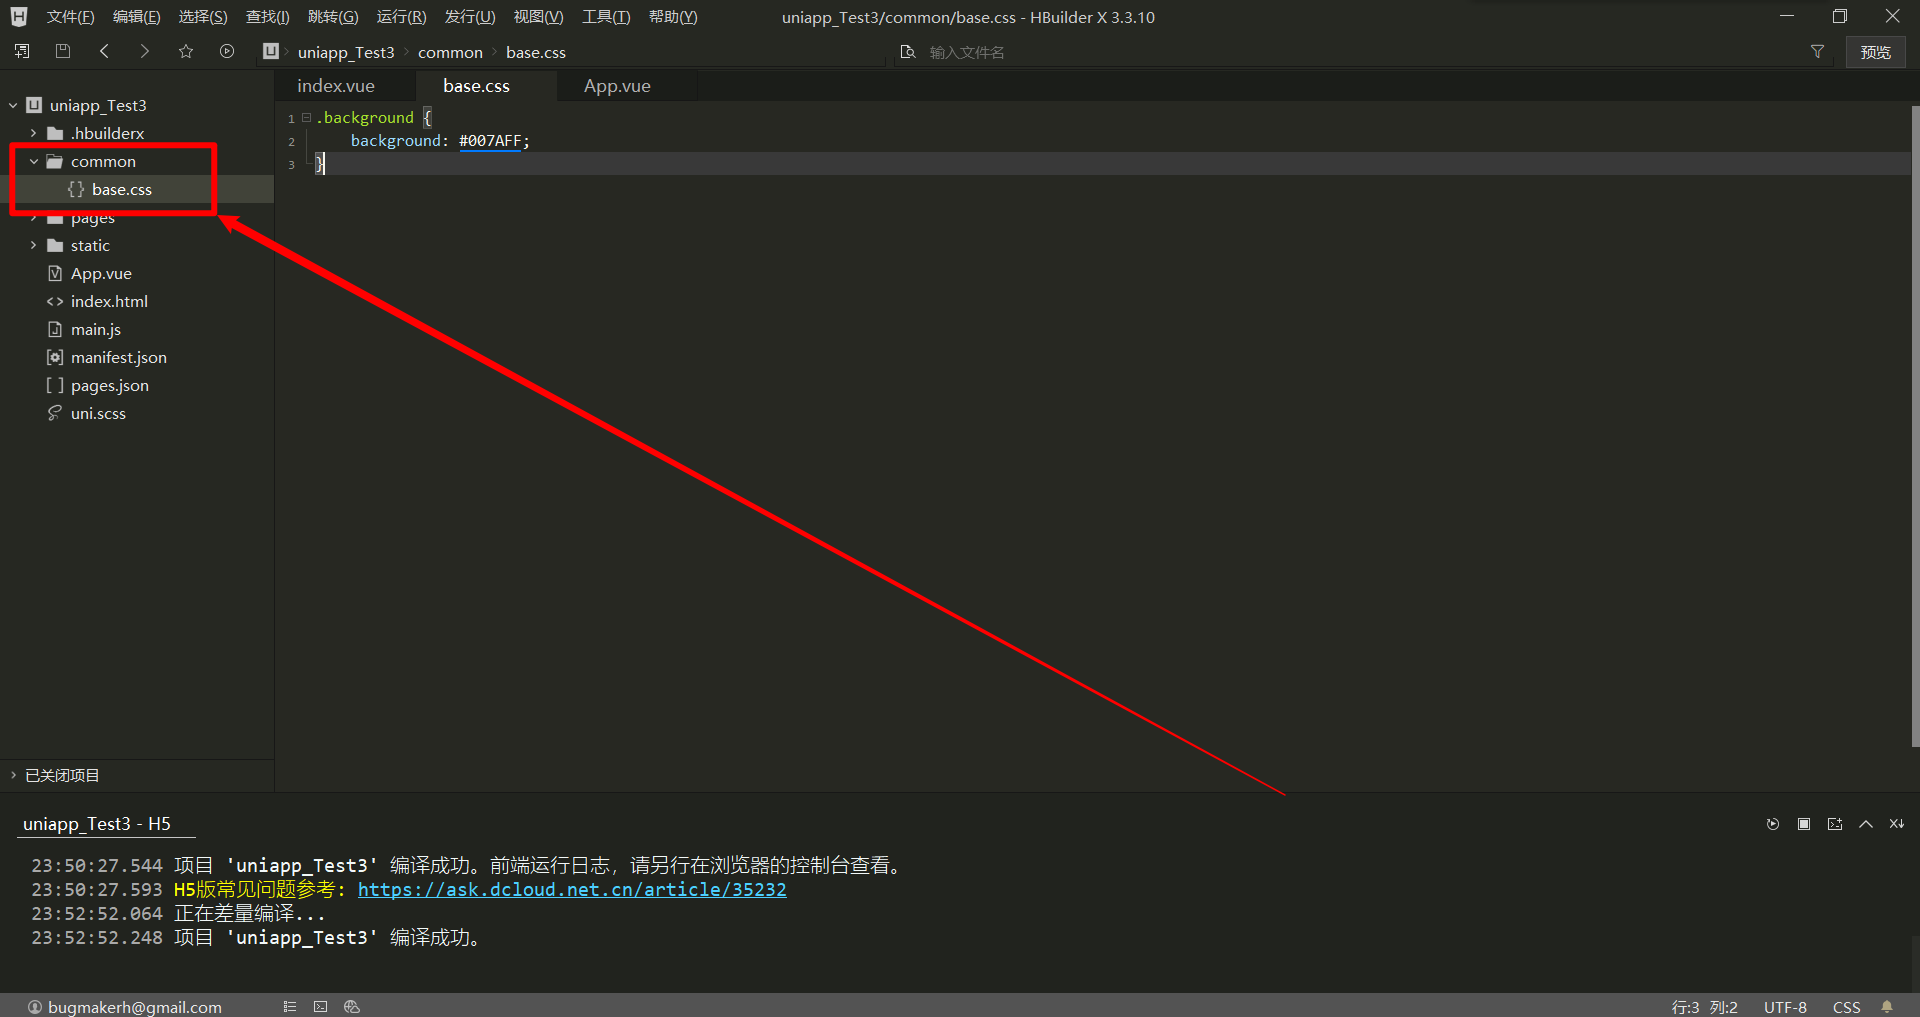 文件(F) 编辑(E) 选择(S) 查找(I) 跳转(G) 运行(R) 发行(U) 视图(V) 工具(T) 帮助(Y) uniapp_Test3/common/base.css - HBuilder X 3.3.10
uniapp_Test3 common base.css 输入文件名 预览
index.vue base.css App.vue
uniapp_Test3
.hbuilderx
common
base.css
pages
static
App.vue
index.html
main.js
manifest.json
pages.json
uni.scss
1 .background {
2 background: #007AFF;
3 }
已关闭项目
uniapp_Test3 - H5
23:50:27.544 项目 'uniapp_Test3' 编译成功。前端运行日志，请另行在浏览器的控制台查看。
23:50:27.593 H5版常见问题参考: https://ask.dcloud.net.cn/article/35232
23:52:52.064 正在差量编译...
23:52:52.248 项目 'uniapp_Test3' 编译成功。
bugmakerh@gmail.com 行:3 列:2 UTF-8 CSS